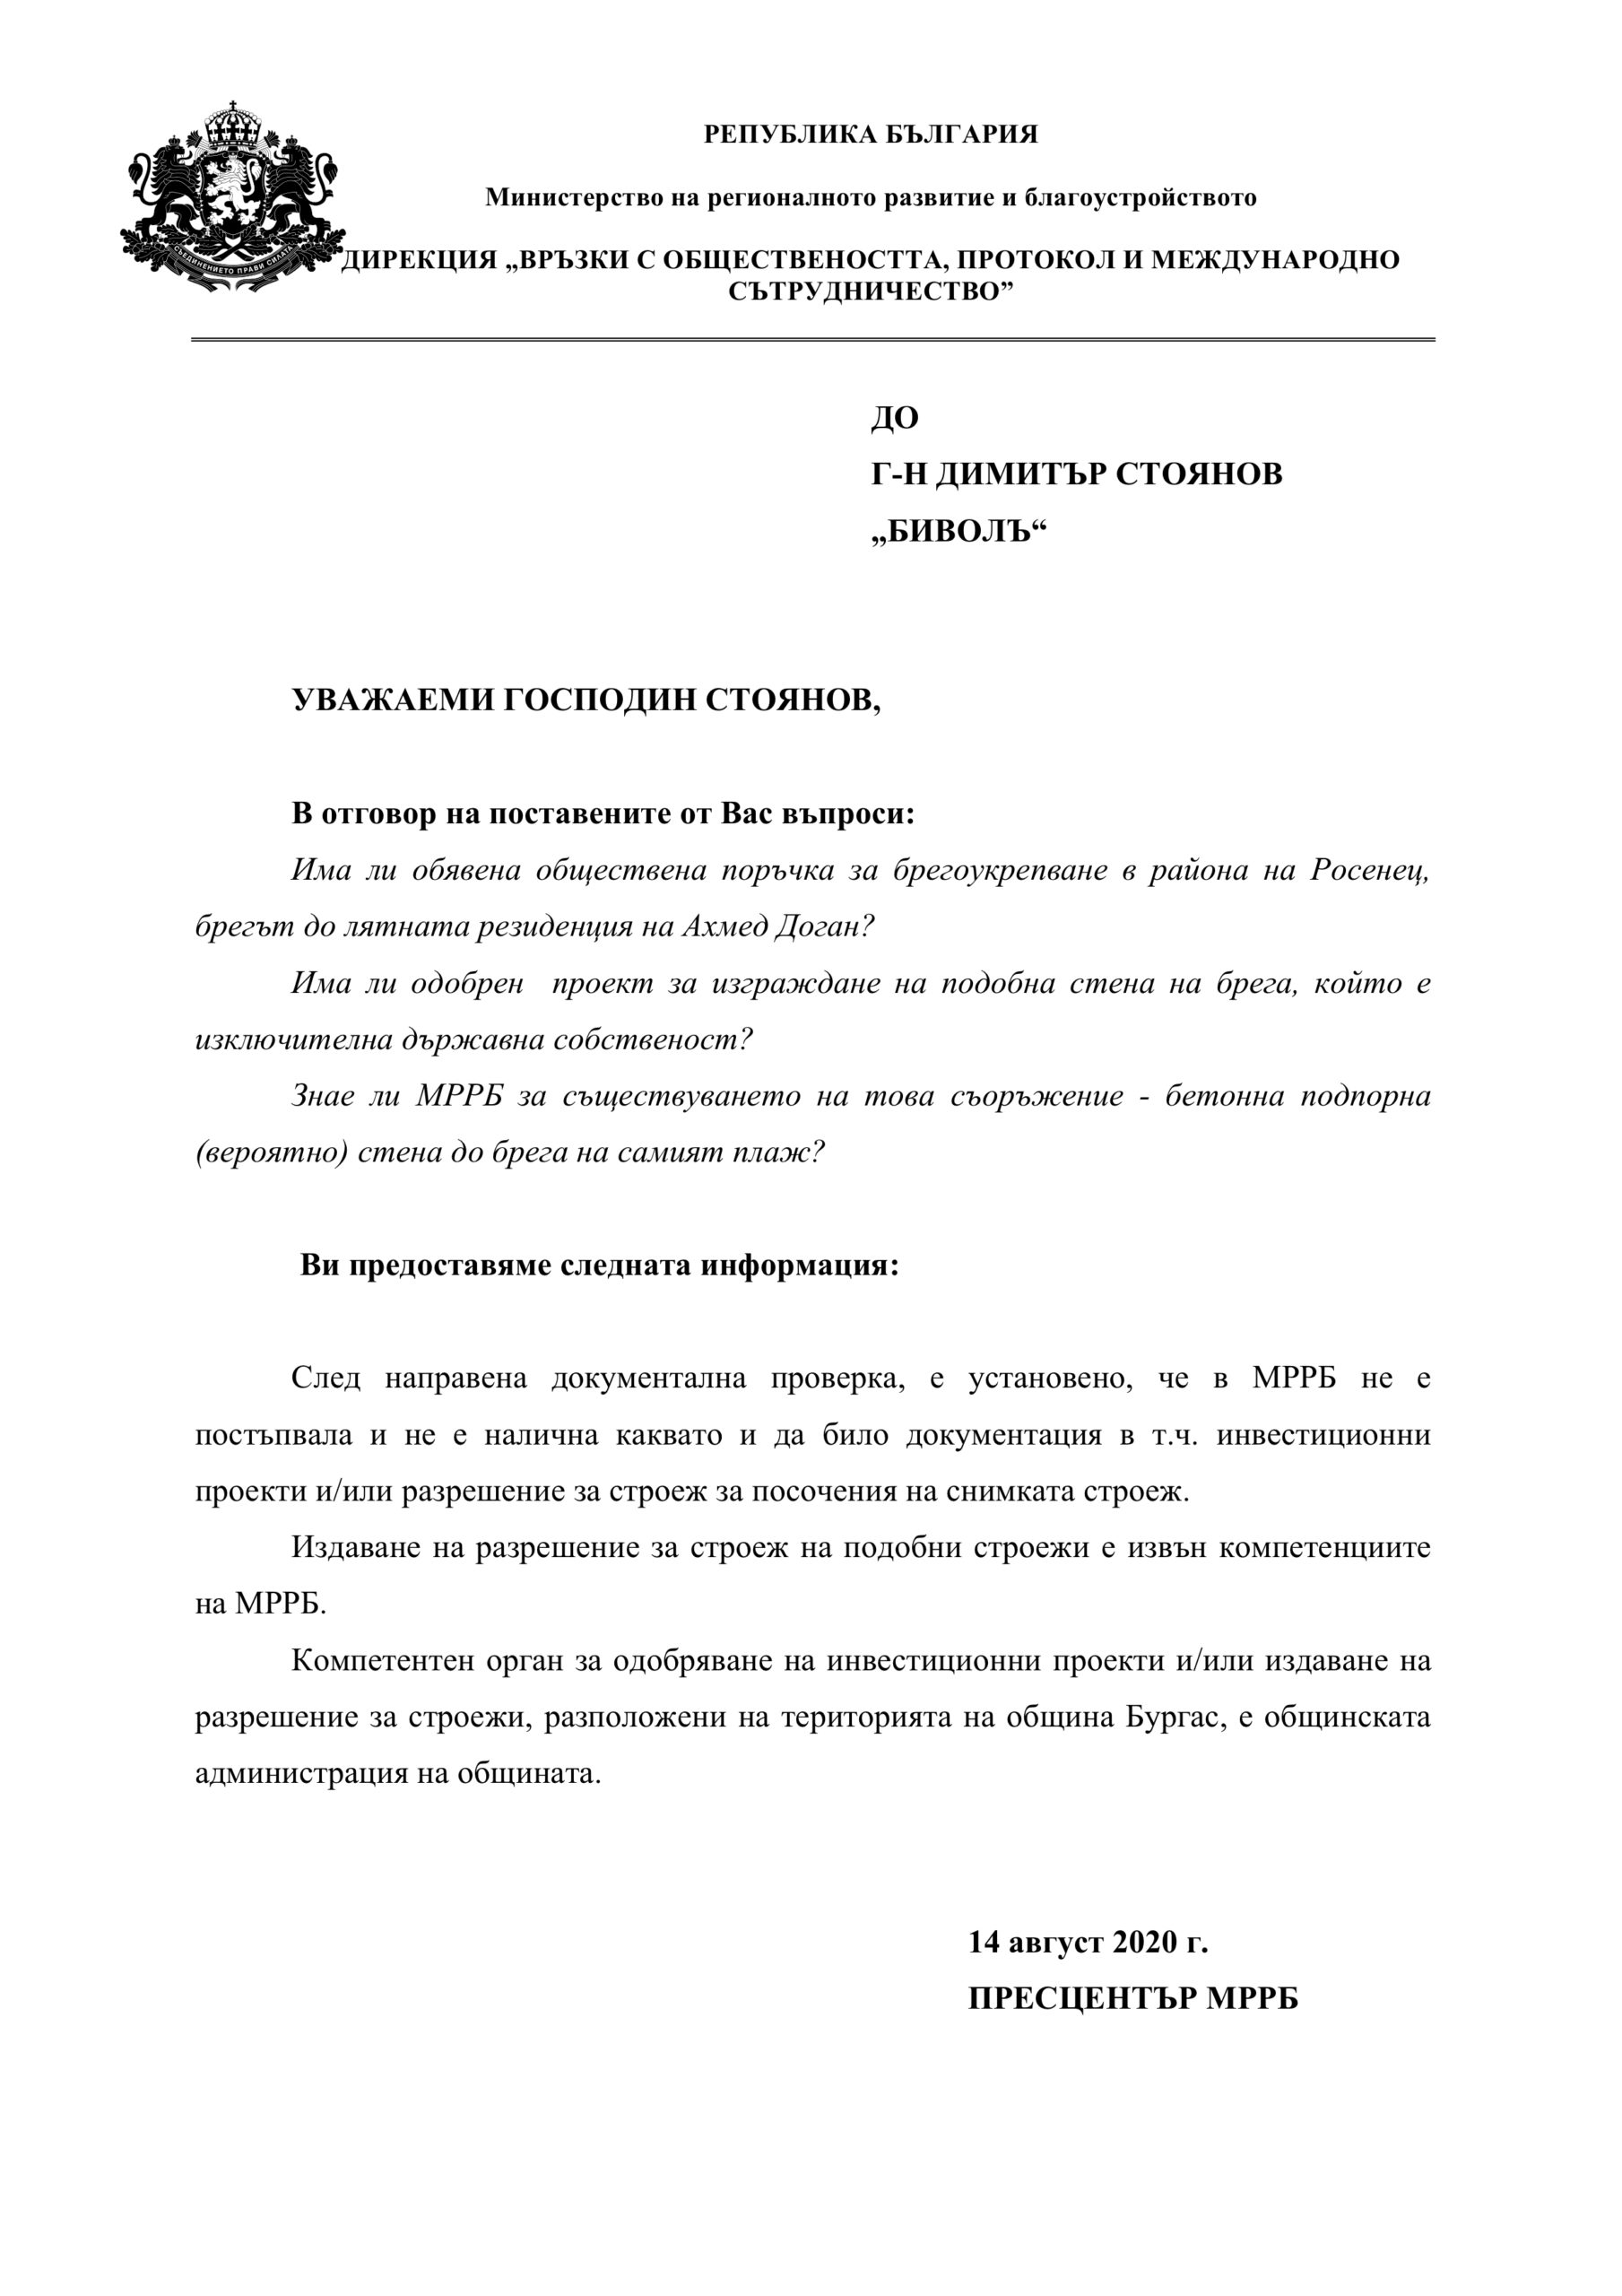 РЕПУБЛИКА БЪЛГАРИЯ
Министерство на регионалното развитие и благоустройството
ДИРЕКЦИЯ „ВРЪЗКИ С ОБЩЕСТВЕНОСТТА, ПРОТОКОЛ И МЕЖДУНАРОДНО
СЪТРУДНИЧЕСТВО”
СЪЕДИНЕНИЕТО ПРАВИ СИЛАТА
ДО
Г-Н ДИМИТЪР СТОЯНОВ
„БИВОЛЪ“
УВАЖАЕМИ ГОСПОДИН СТОЯНОВ,
В отговор на поставените от Вас въпроси:
Има ли обявена обществена поръчка за брегоукрепване в района на Росенец,
брегът до лятната резиденция на Ахмед Доган?
Има ли одобрен проект за изграждане на подобна стена на брега, който е
изключителна държавна собственост?
Знае ли МРРБ за съществуването на това съоръжение - бетонна подпорна
(вероятно) стена до брега на самият плаж?
Ви предоставяме следната информация:
След направена документална проверка, е установено, че в МРРБ не е
постъпвала и не е налична каквато и да било документация в т.ч. инвестиционни
проекти и/или разрешение за строеж за посочения на снимката строеж.
Издаване на разрешение за строеж на подобни строежи е извън компетенциите
на МРРБ.
Компетентен орган за одобряване на инвестиционни проекти и/или издаване на
разрешение за строежи, разположени на територията на община Бургас, е общинската
администрация на общината.
14 август 2020 г.
ПРЕСЦЕНТЪР МРРБ